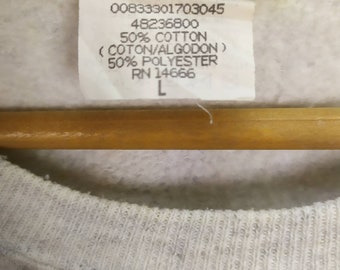 00833301703045
48236800
50% COTTON
(COTON/ALGODON)
50% POLYESTER
RN 14666
L